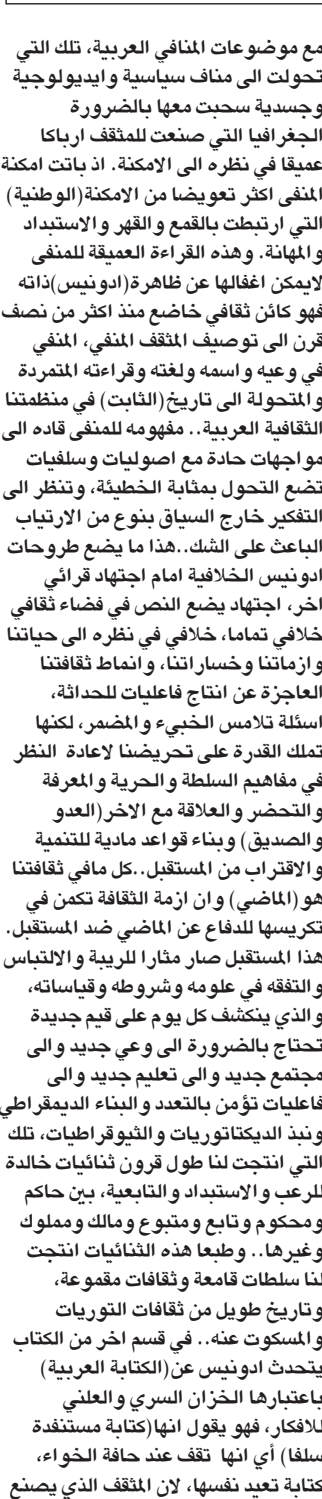 مع موضوعات المنافي العربية، تلك التي
تحولت الى مناف سياسية وايديولوجية
وجسدية سحبت معها بالضرورة
الجغرافيا التي صنعت للمثقف ارباكا
عميقا في نظره الى الامكنة. اذ باتت امكنة
المنفى اكثر تعويضا من الامكنة(الوطنية)
التي ارتبطت بالقمع والقهر والاستبداد
والمهانة. وهذه القراءة العميقة للمنفى
لايمكن اغفالها عن ظاهرة(ادونيس)ذاته
فهو كائن ثقافي خاضع منذ اكثر من نصف
قرن الى توصيف المثقف المنفي، المنفي
في وعيه واسمه ولغته وقراءته المتمردة
والمتحولة الى تاريخ(الثابت) في منظمتنا
الثقافية العربية.. مفهومه للمنفى قاده الى
مواجهات حادة مع اصوليات وسلفيات
تضع التحول بمثابة الخطيئة، وتنظر الى
التفكير خارج السياق بنوع من الارتياب
الباعث على الشك..هذا ما يضع طروحات
ادونيس الخلافية امام اجتهاد قرائي
اخر، اجتهاد يضع النص في فضاء ثقافي
خلافي تماما، خلافي في نظره الى حياتنا
وازماتنا وخساراتنا، وانماط ثقافتنا
العاجزة عن انتاج فاعليات للحداثة،
اسئلة تلامس الخبيء والمضمر، لكنها
تملك القدرة على تحريضنا لاعادة النظر
في مفاهيم السلطة والحرية والمعرفة
والتحضر والعلاقة مع الاخر(العدو
والصديق) وبناء قواعد مادية للتنمية
والاقتراب من المستقبل..كل مافي ثقافتنا
هو(الماضي) وان ازمة الثقافة تكمن في
تكريسها للدفاع عن الماضي ضد المستقبل.
هذا المستقبل صار مثارا للريبة والالتباس
والتفقه في علومه وشروطه وقياساته،
والذي ينكشف كل يوم على قيم جديدة
تحتاج بالضرورة الى وعي جديد والى
مجتمع جديد والى تعليم جديد والى
فاعليات تؤمن بالتعدد والبناء الديمقراطي
ونبذ الديكتاتوريات والثيوقراطيات، تلك
التي انتجت لنا طول قرون ثنائيات خالدة
للرعب والاستبداد والتابعية، بين حاكم
ومحكوم وتابع ومتبوع ومالك ومملوك
وغيرها.. وطبعا هذه الثنائيات انتجت
لنا سلطات قامعة وثقافات مقموعة،
وتاريخ طويل من ثقافات التوريات
والمسكوت عنه.. في قسم اخر من الكتاب
يتحدث ادونيس عن(الكتابة العربية)
باعتبارها الخزان السري والعلني
للافكار، فهو يقول انها(كتابة مستنفدة
سلفا) أي انها تقف عند حافة الخواء،
كتابة تعيد نفسها، لان المثقف الذي يصنع